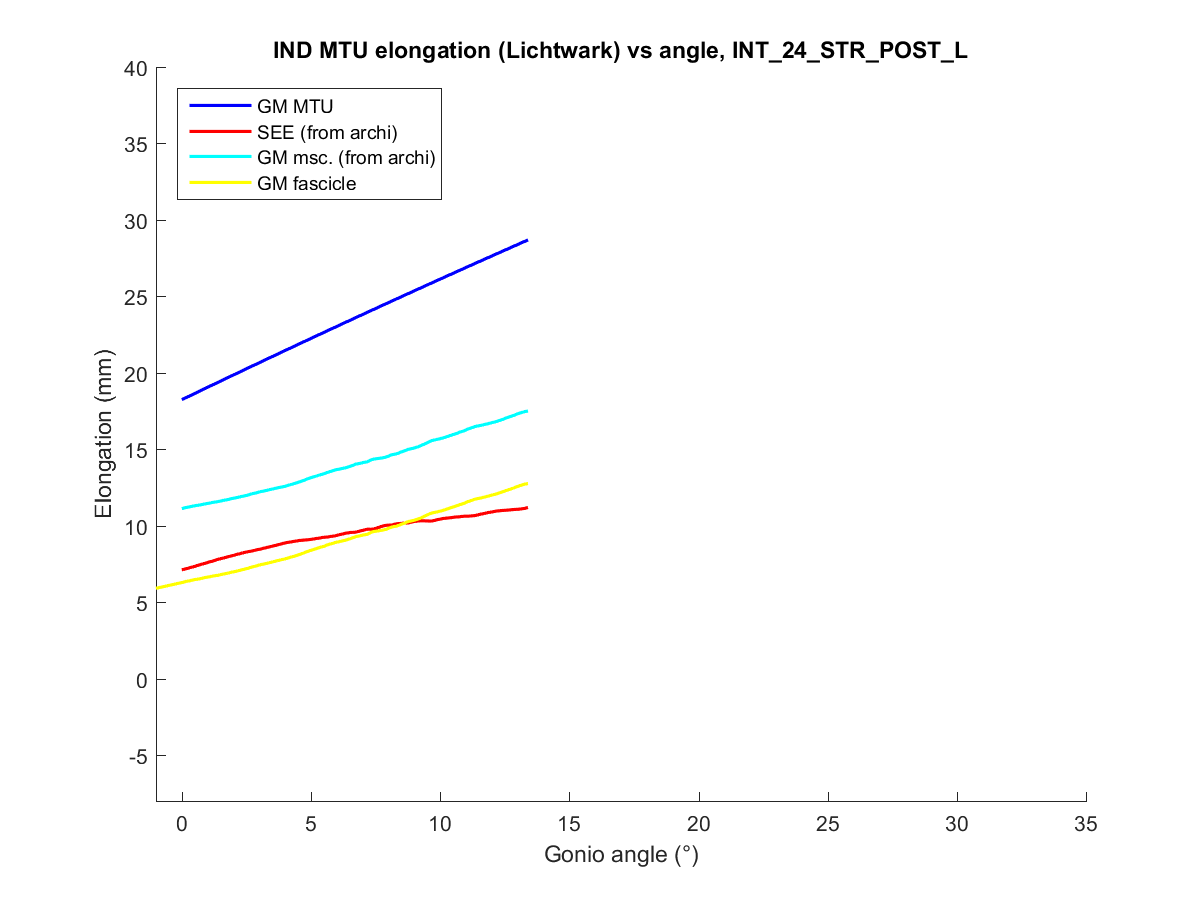 IND MTU elongation (Lichtwark) vs angle, INT_24_STR_POST_L
40
35
30
25
20
15
10
5
0
-5
Elongation (mm)
GM MTU
SEE (from archi)
GM msc. (from archi)
GM fascicle
0 5 10 15 20 25 30 35
Gonio angle (°)